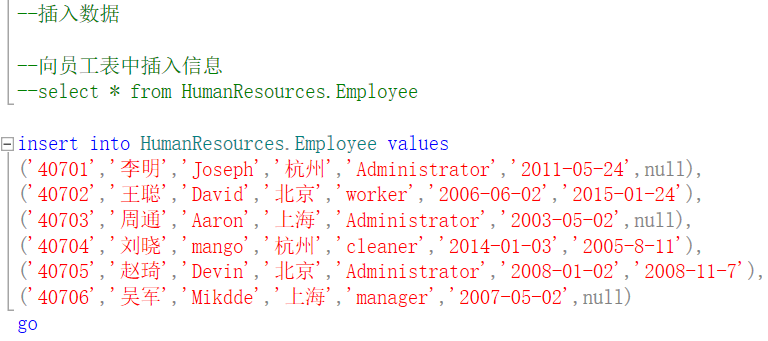 --插入数据
--向员工表中插入信息
--select * from HumanResources.Employee
insert into HumanResources.Employee values
('40701','李明','Joseph','杭州','Administrator','2011-05-24',null),
('40702','王聪','David','北京','worker','2006-06-02','2015-01-24'),
('40703','周通','Aaron','上海','Administrator','2003-05-02',null),
('40704','刘晓','mango','杭州','cleaner','2014-01-03','2005-8-11'),
('40705','赵琦','Devin','北京','Administrator','2008-01-02','2008-11-7'),
('40706','吴军','Mikdde','上海','manager','2007-05-02',null)
go